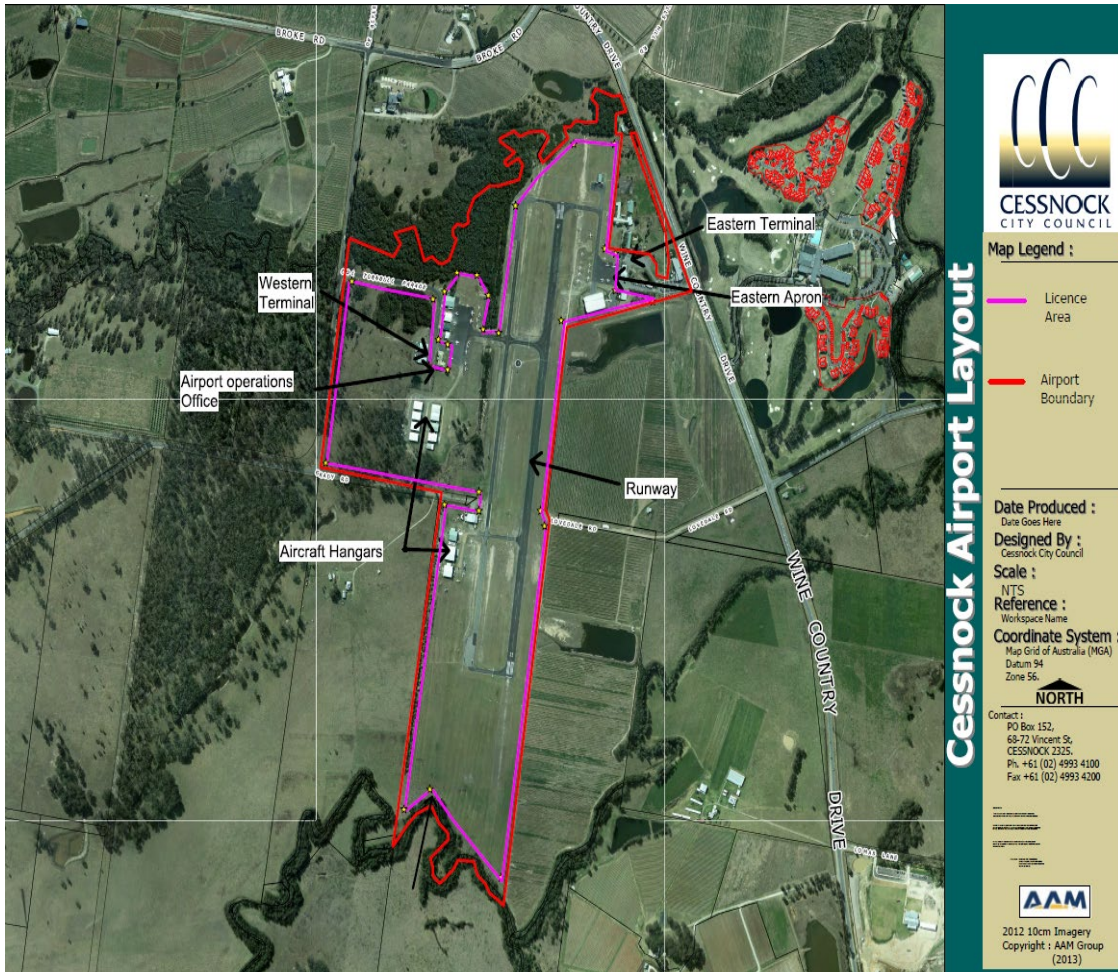 BROKE RD
BROKE RD
WINE COUNTRY DRIVE
Eastern Terminal
Eastern Apron
Western
Terminal
Airport operations
Office
Runway
Aircraft Hangars
LOVEDALE RD
LOVEDALE RD
WINE COUNTRY DRIVE
LOMAS LANE
Cessnock Airport Layout
CESSNOCK
CITY COUNCIL
Map Legend :
Licence
Area
Airport
Boundary
Date Produced :
Date Goes Here
Designed By :
Cessnock City Council
Scale :
NTS
Reference :
Workspace Name
Coordinate System :
Map Grid of Australia (MGA)
Datum 94
Zone 56.
NORTH
Contact :
PO Box 152,
68-72 Vincent St,
CESSNOCK 2325.
Ph. +61 (02) 4993 4100
Fax +61 (02) 4993 4200
AAM
2012 10cm Imagery
Copyright : AAM Group
(2013)